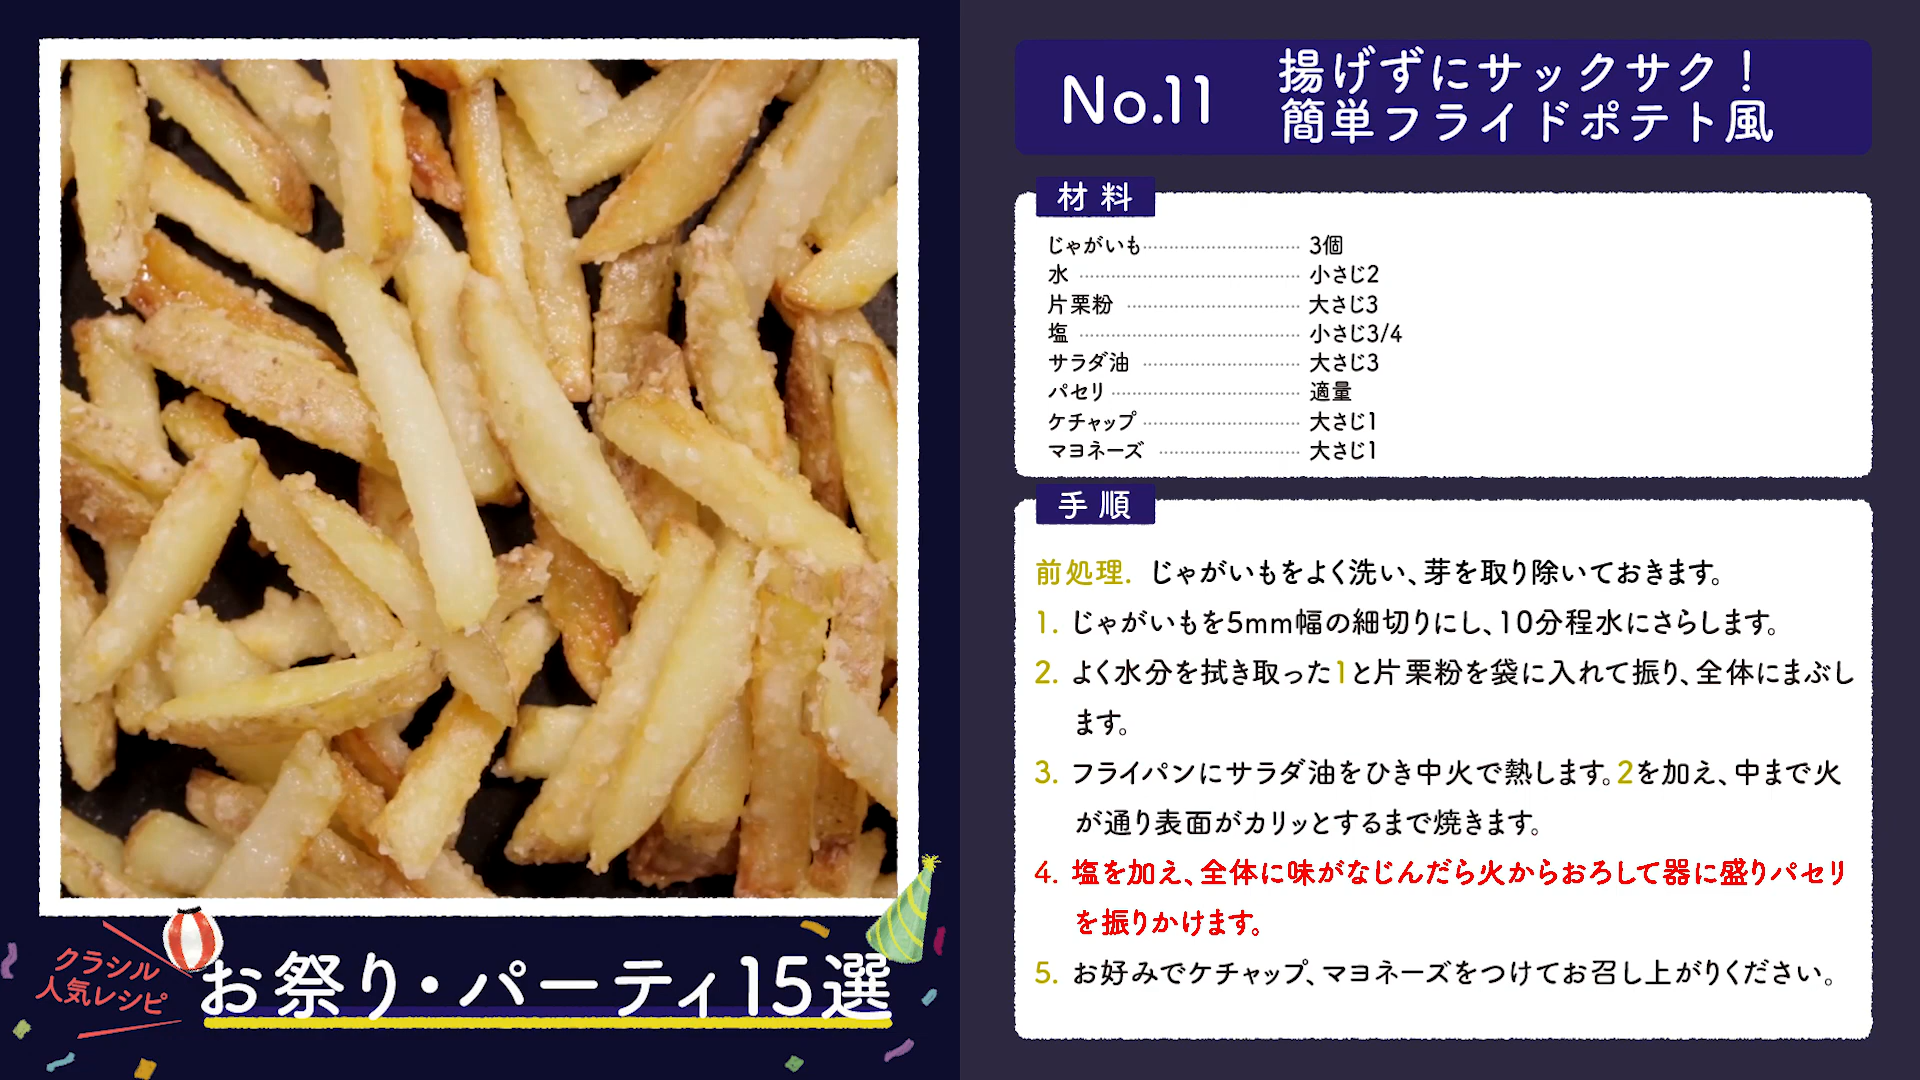 No.11
揚げずにサックサク！
簡単フライドポテト風
材料
じゃがいも 3個
水 小さじ2
片栗粉 大さじ3
塩 小さじ3/4
サラダ油 大さじ3
パセリ 適量
ケチャップ 大さじ1
マヨネーズ 大さじ1
手順
前処理. じゃがいもをよく洗い、芽を取り除いておきます。
1. じゃがいもを5mm幅の細切りにし、10分程水にさらします。
2. よく水分を拭き取った1と片栗粉を袋に入れて振り、全体にまぶし
ます。
3. フライパンにサラダ油をひき中火で熱します。2を加え、中まで火
が通り表面がカリッとするまで焼きます。
4. 塩を加え、全体に味がなじんだら火からおろして器に盛りパセリ
を振りかけます。
5. お好みでケチャップ、マヨネーズをつけてお召し上がりください。
クラシル
人気レシピ
お祭り・パーティ15選